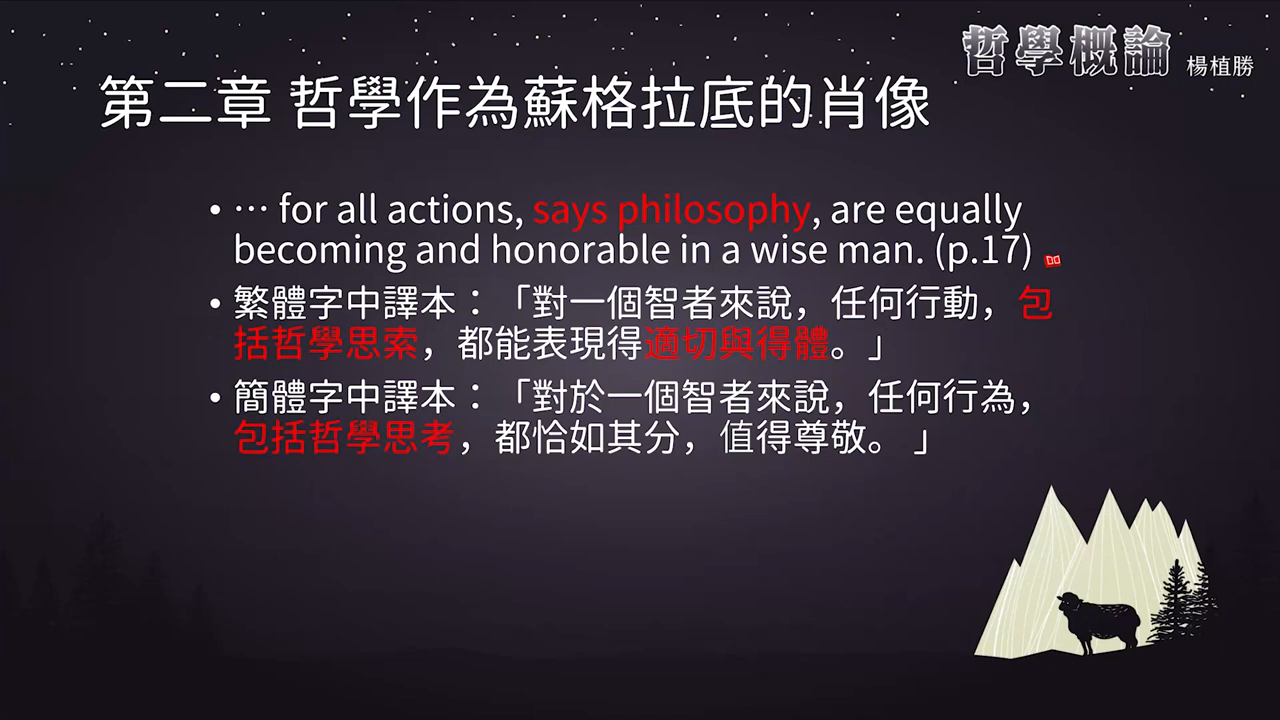 哲學概論 楊植勝
第二章 哲學作為蘇格拉底的肖像
• … for all actions, says philosophy, are equally
becoming and honorable in a wise man. (p.17)
• 繁體字中譯本：「對一個智者來說，任何行動，包
括哲學思索，都能表現得適切與得體。」
• 簡體字中譯本：「對於一個智者來說，任何行為，
包括哲學思考，都恰如其分，值得尊敬。 」